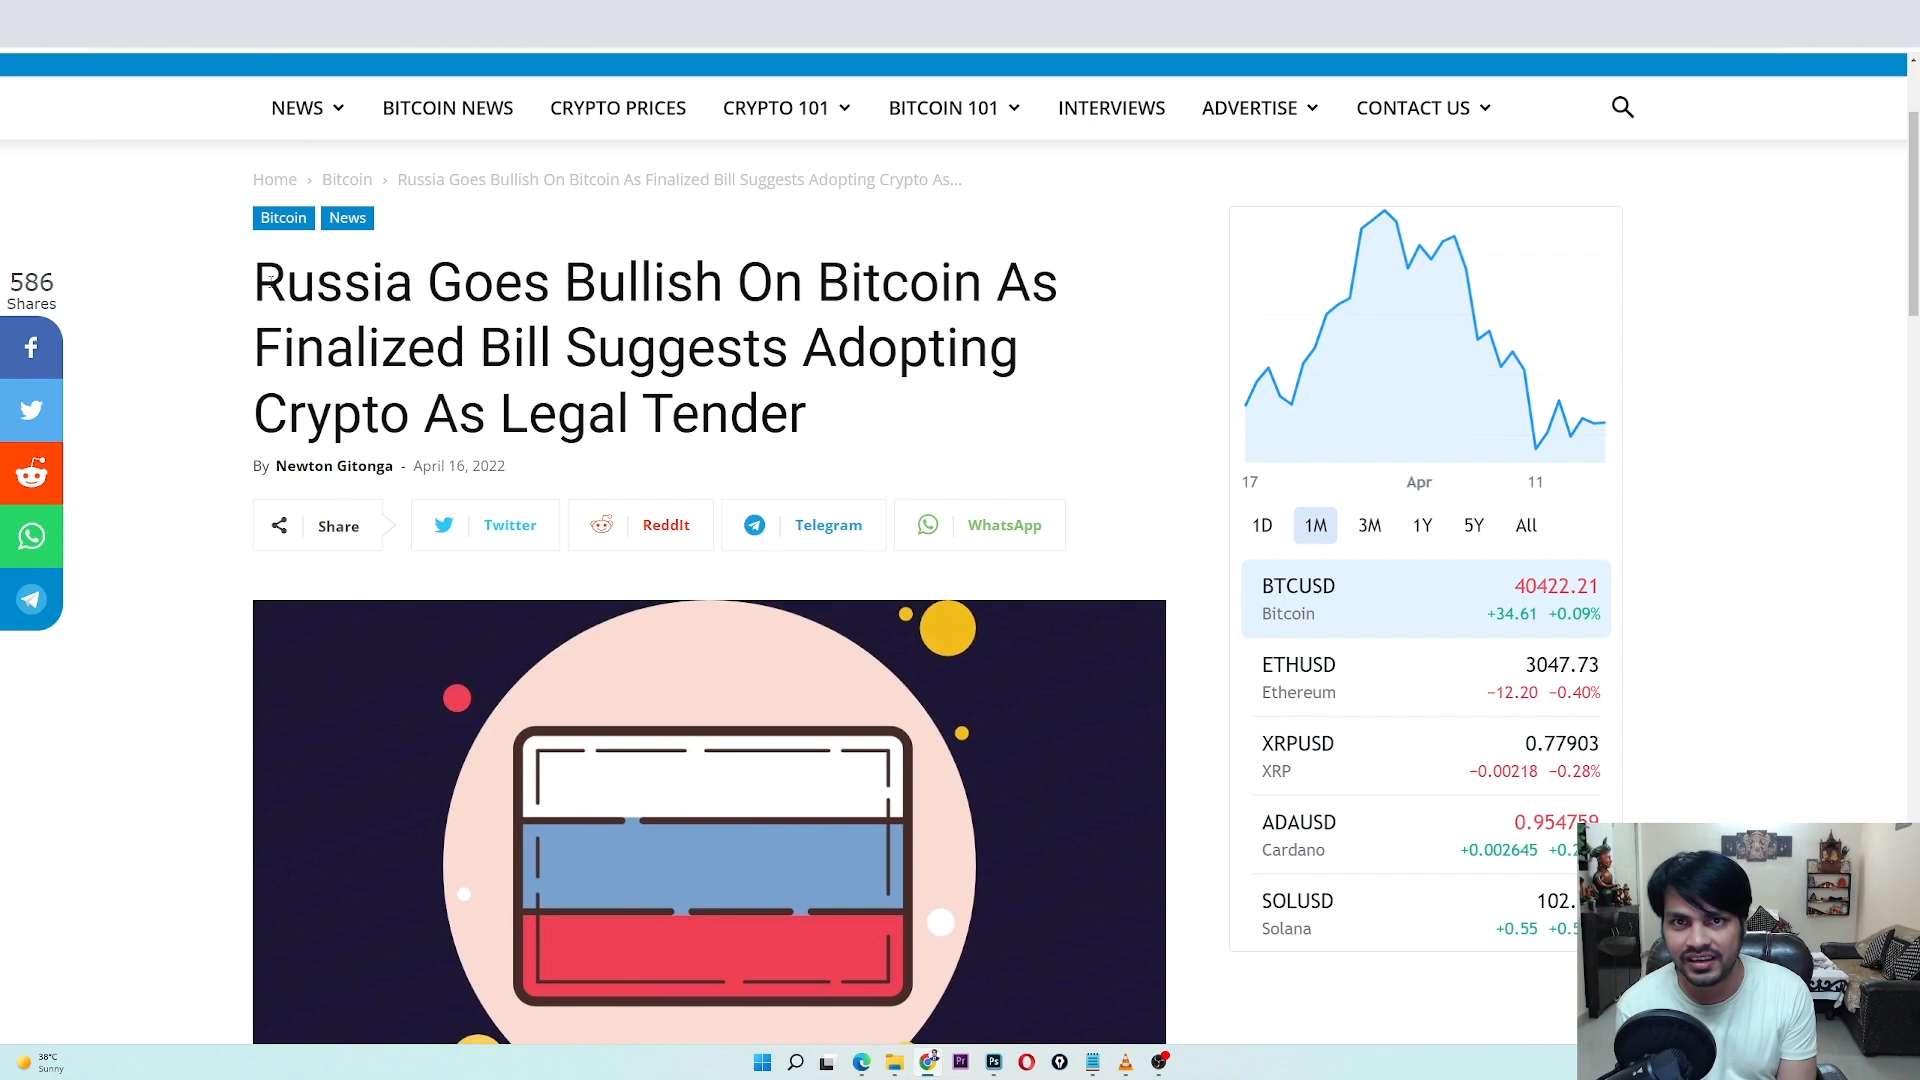 NEWS BITCOIN NEWS CRYPTO PRICES CRYPTO 101 BITCOIN 101 INTERVIEWS ADVERTISE CONTACT US
Home › Bitcoin › Russia Goes Bullish On Bitcoin As Finalized Bill Suggests Adopting Crypto As...
Bitcoin News
586
Shares
Russia Goes Bullish On Bitcoin As
Finalized Bill Suggests Adopting
Crypto As Legal Tender
By Newton Gitonga - April 16, 2022
Share Twitter ReddIt Telegram WhatsApp
17 Apr 11
1D 1M 3M 1Y 5Y All
BTCUSD 40422.21
Bitcoin +34.61 +0.09%
ETHUSD 3047.73
Ethereum −12.20 −0.40%
XRPUSD 0.77903
XRP −0.00218 −0.28%
ADAUSD 0.954759
Cardano +0.002645
SOLUSD 102.
Solana +0.55
38°C
Sunny
Pr Ps